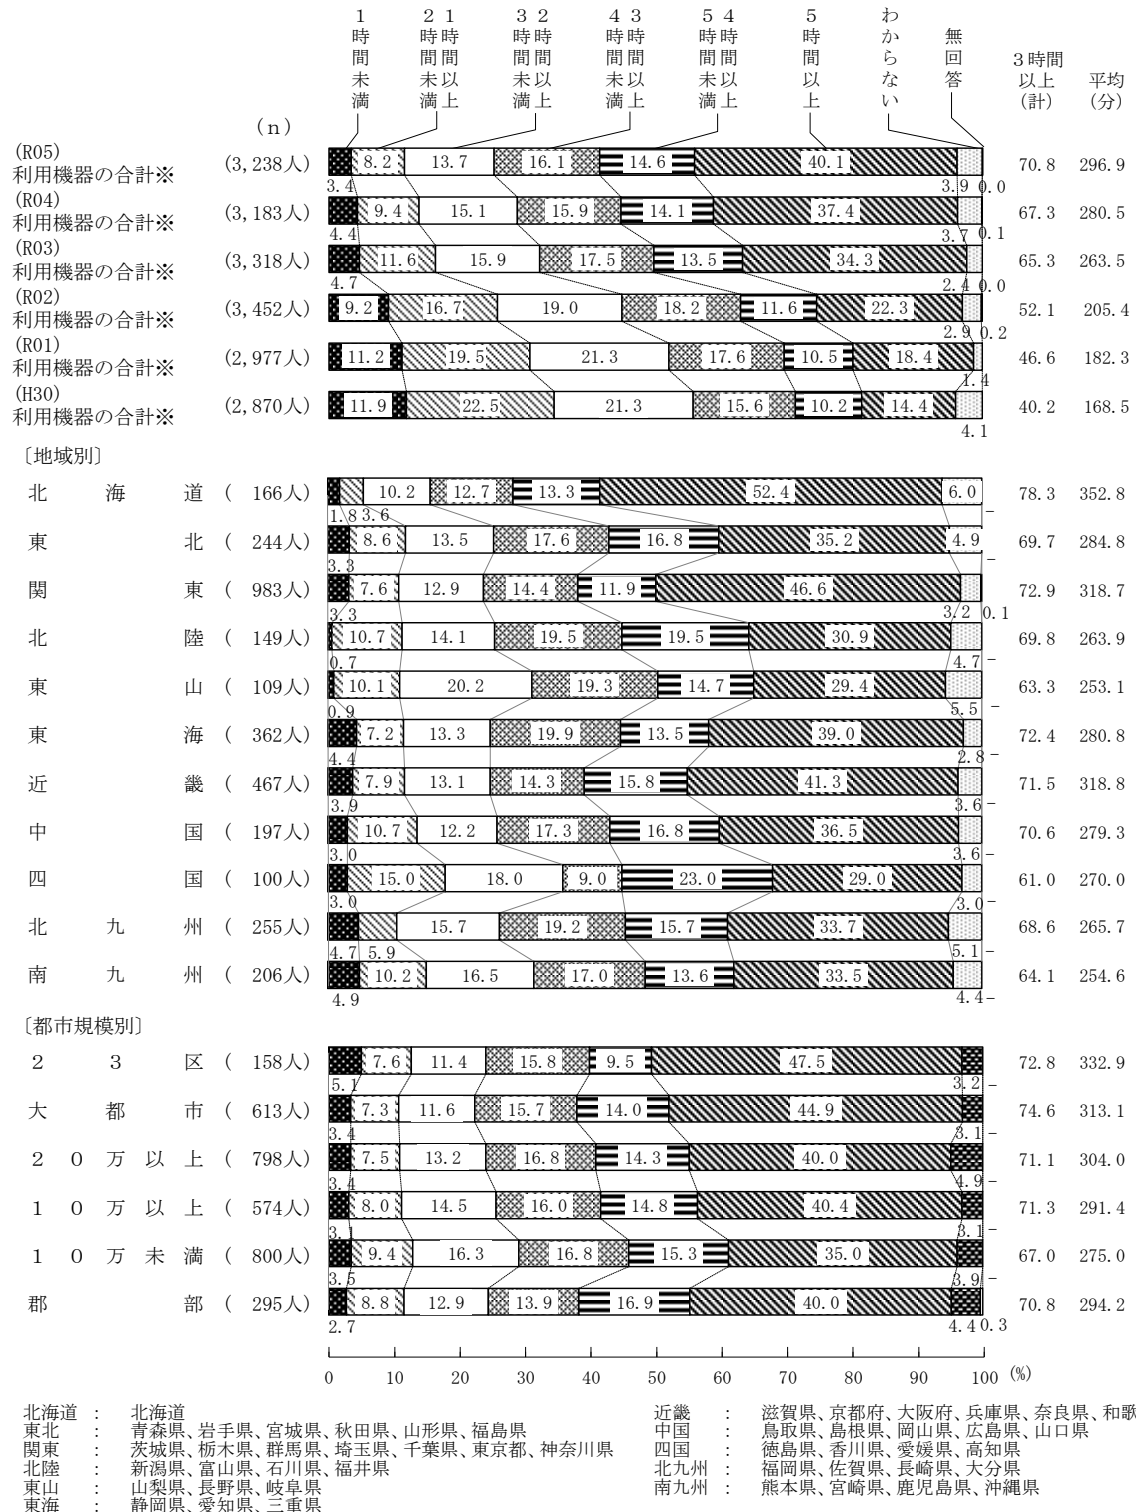 1時間未満
1時間以上
2時間未満
2時間以上
3時間未満
3時間以上
4時間未満
4時間以上
5時間未満
5時間以上
わからない
無回答
3時間以上(計)
平均(分)
(n)
(R05)
利用機器の合計※ (3,238人) 3.4 8.2 13.7 16.1 14.6 40.1 3.9 0.0 70.8 296.9
(R04)
利用機器の合計※ (3,183人) 4.4 9.4 15.1 15.9 14.1 37.4 3.7 0.1 67.3 280.5
(R03)
利用機器の合計※ (3,318人) 4.7 11.6 15.9 17.5 13.5 34.3 2.4 0.0 65.3 263.5
(R02)
利用機器の合計※ (3,452人) 9.2 16.7 19.0 18.2 11.6 22.3 2.9 0.2 52.1 205.4
(R01)
利用機器の合計※ (2,977人) 11.2 19.5 21.3 17.6 10.5 18.4 1.4 46.6 182.3
(H30)
利用機器の合計※ (2,870人) 11.9 22.5 21.3 15.6 10.2 14.4 4.1 40.2 168.5
〔地域別〕
北海道 ( 166人) 1.8 3.6 10.2 12.7 13.3 52.4 6.0 - 78.3 352.8
東北 ( 244人) 3.3 8.6 13.5 17.6 16.8 35.2 4.9 - 69.7 284.8
関東 ( 983人) 3.3 7.6 12.9 14.4 11.9 46.6 3.2 0.1 72.9 318.7
北陸 ( 149人) 0.7 10.7 14.1 19.5 19.5 30.9 4.7 - 69.8 263.9
東山 ( 109人) 0.9 10.1 20.2 19.3 14.7 29.4 5.5 - 63.3 253.1
東海 ( 362人) 4.4 7.2 13.3 19.9 13.5 39.0 2.8 - 72.4 280.8
近畿 ( 467人) 3.9 7.9 13.1 14.3 15.8 41.3 3.6 - 71.5 318.8
中国 ( 197人) 3.0 10.7 12.2 17.3 16.8 36.5 3.6 - 70.6 279.3
四国 ( 100人) 3.0 15.0 18.0 9.0 23.0 29.0 3.0 - 61.0 270.0
北九州 ( 255人) 4.7 5.9 15.7 19.2 15.7 33.7 5.1 - 68.6 265.7
南九州 ( 206人) 4.9 10.2 16.5 17.0 13.6 33.5 4.4 - 64.1 254.6
〔都市規模別〕
23区 ( 158人) 5.1 7.6 11.4 15.8 9.5 47.5 3.2 - 72.8 332.9
大都市 ( 613人) 3.4 7.3 11.6 15.7 14.0 44.9 3.1 - 74.6 313.1
20万以上 ( 798人) 3.4 7.5 13.2 16.8 14.3 40.0 4.9 - 71.1 304.0
10万以上 ( 574人) 3.1 8.0 14.5 16.0 14.8 40.4 3.1 - 71.3 291.4
10万未満 ( 800人) 3.5 9.4 16.3 16.8 15.3 35.0 3.9 - 67.0 275.0
郡部 ( 295人) 2.7 8.8 12.9 13.9 16.9 40.0 4.4 0.3 70.8 294.2
0 10 20 30 40 50 60 70 80 90 100 (%)
北海道 : 北海道
東北 : 青森県、岩手県、宮城県、秋田県、山形県、福島県
関東 : 茨城県、栃木県、群馬県、埼玉県、千葉県、東京都、神奈川県
北陸 : 新潟県、富山県、石川県、福井県
東山 : 山梨県、長野県、岐阜県
東海 : 静岡県、愛知県、三重県
近畿 : 滋賀県、京都府、大阪府、兵庫県、奈良県、和歌
中国 : 鳥取県、島根県、岡山県、広島県、山口県
四国 : 徳島県、香川県、愛媛県、高知県
北九州 : 福岡県、佐賀県、長崎県、大分県
南九州 : 熊本県、宮崎県、鹿児島県、沖縄県